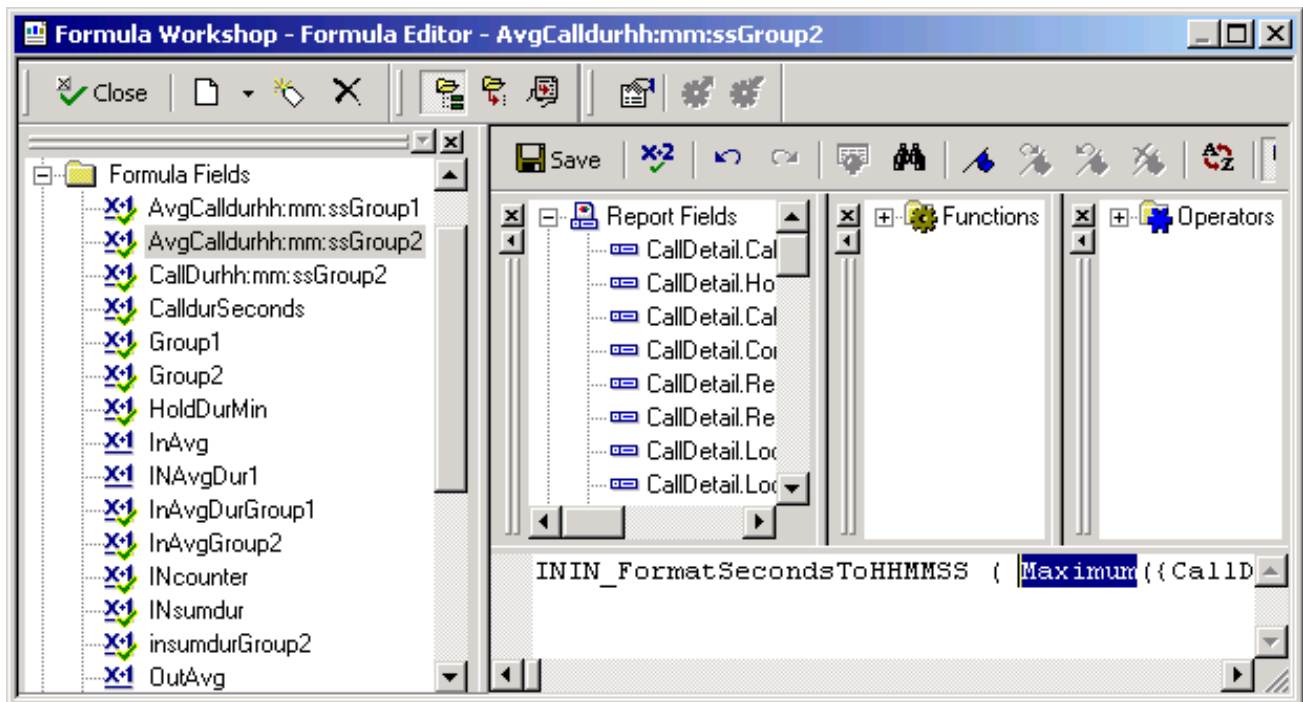 Formula Workshop - Formula Editor - AvgCalldurhh:mm:ssGroup2
Close
Formula Fields
AvgCalldurhh:mm:ssGroup1
AvgCalldurhh:mm:ssGroup2
CallDurhh:mm:ssGroup2
CalldurSeconds
Group1
Group2
HoldDurMin
InAvg
INAvgDur1
InAvgDurGroup1
InAvgGroup2
INcounter
INsumdur
insumdurGroup2
OutAvg
Save
Report Fields
CallDetail.Cal
CallDetail.Ho
CallDetail.Cal
CallDetail.Co
CallDetail.Re
CallDetail.Re
CallDetail.Loc
CallDetail.Loc
Functions
Operators
ININ_FormatSecondsToHHMMSS ( Maximum({CallD